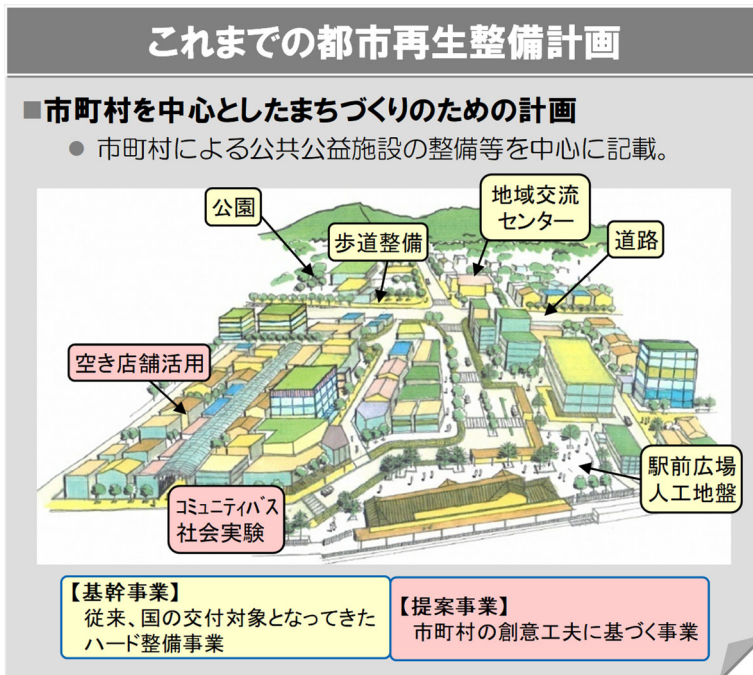 これまでの都市再生整備計画
■市町村を中心としたまちづくりのための計画
● 市町村による公共公益施設の整備等を中心に記載。
公園
歩道整備
地域交流
センター
道路
空き店舗活用
コミュニティバス
社会実験
駅前広場
人工地盤
【基幹事業】
従来、国の交付対象となってきた
ハード整備事業
【提案事業】
市町村の創意工夫に基づく事業